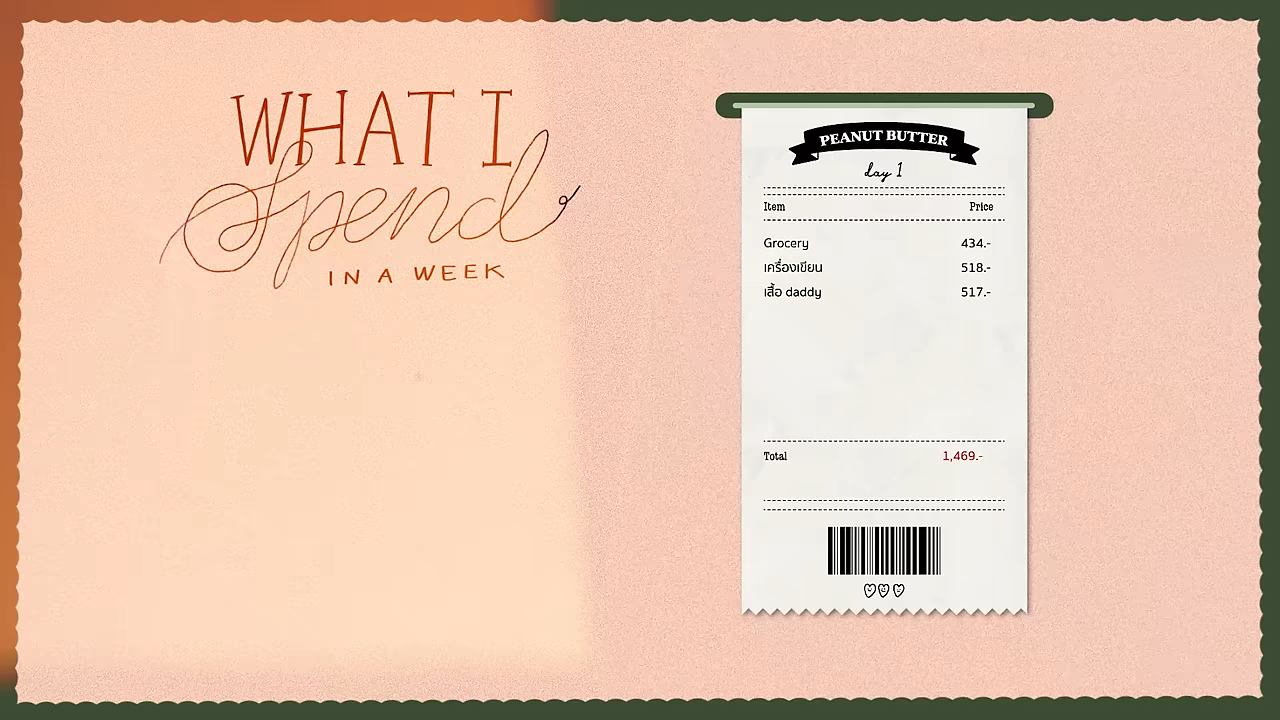 WHAT I
Spend
IN A WEEK
PEANUT BUTTER
day 1
Item Price
Grocery 434.-
เครื่องเขียน 518.-
เสื้อ daddy 517.-
Total 1,469.-